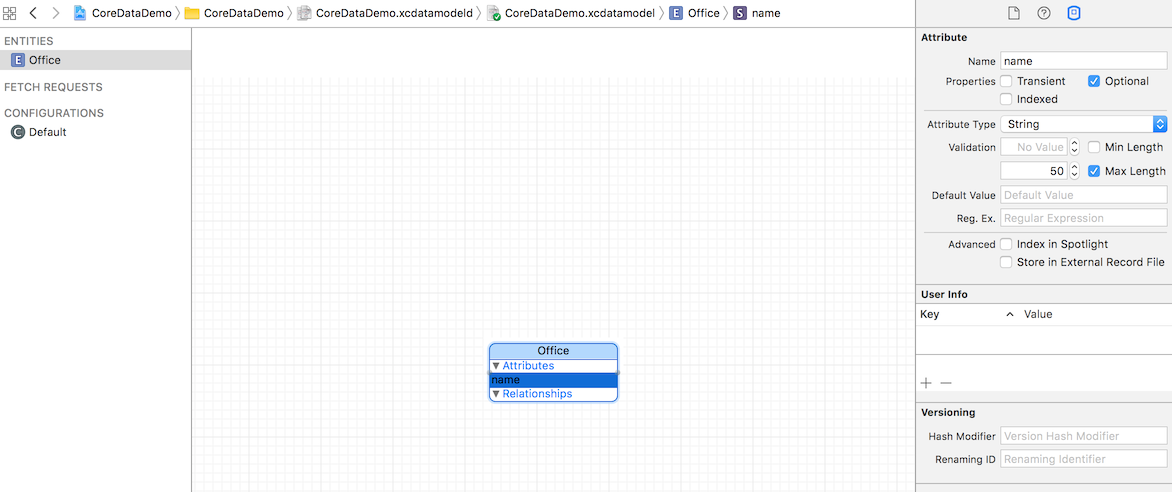 CoreDataDemo CoreDataDemo CoreDataDemo.xcdatamodeld CoreDataDemo.xcdatamodel E Office S name
ENTITIES
E Office
FETCH REQUESTS
CONFIGURATIONS
C Default
Office
Attributes
name
Relationships
Attribute
Name name
Properties Transient Optional
Indexed
Attribute Type String
Validation No Value Min Length
50 Max Length
Default Value Default Value
Reg. Ex. Regular Expression
Advanced Index in Spotlight
Store in External Record File
User Info
Key Value
Versioning
Hash Modifier Version Hash Modifier
Renaming ID Renaming Identifier